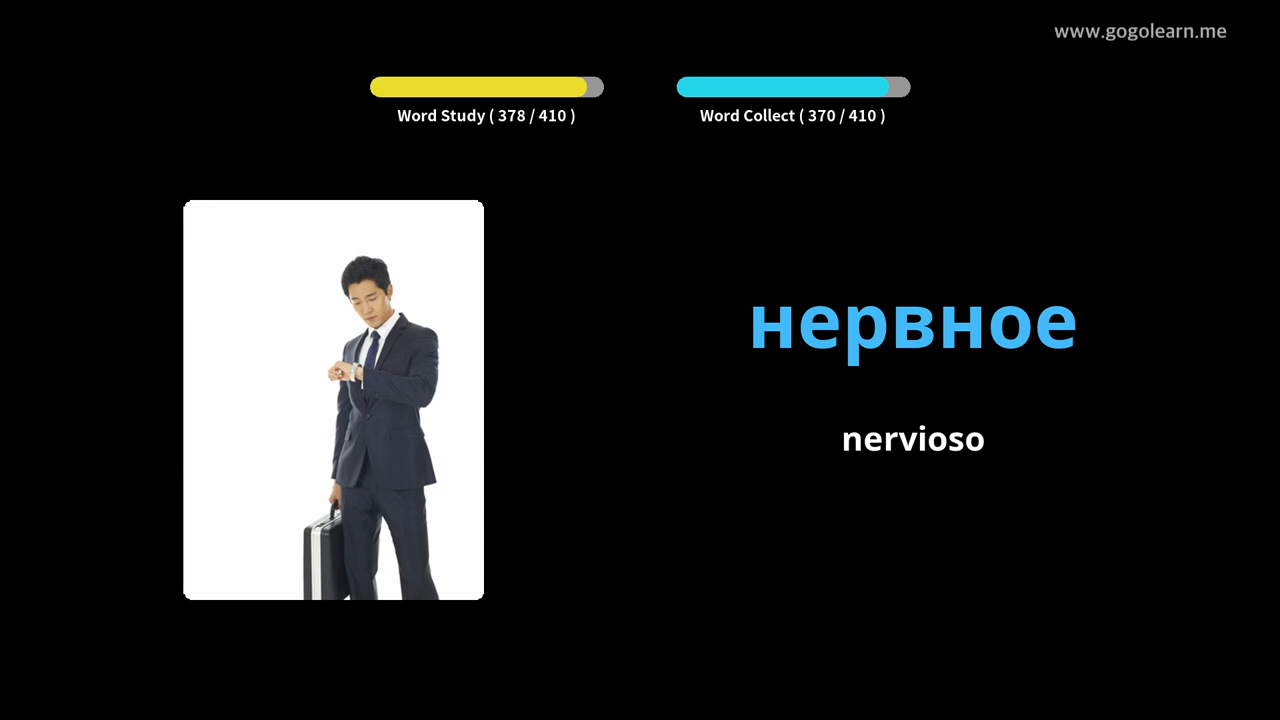 www.gogolearn.me
Word Study ( 378 / 410 )
Word Collect ( 370 / 410 )
нервное
nervioso